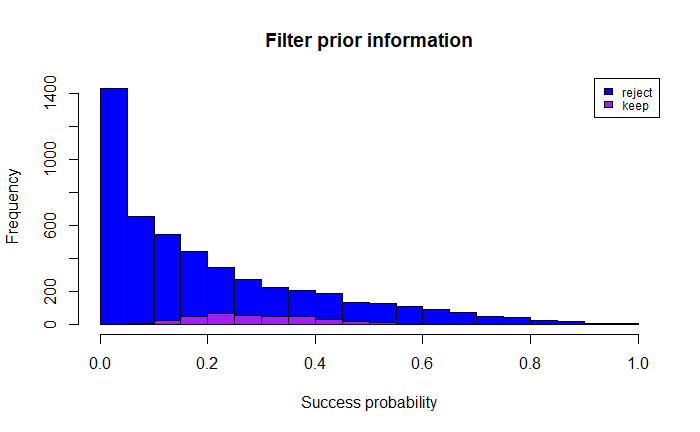 Filter prior information
reject
keep
Frequency
1400
1000
600
200
0
0.0 0.2 0.4 0.6 0.8 1.0
Success probability